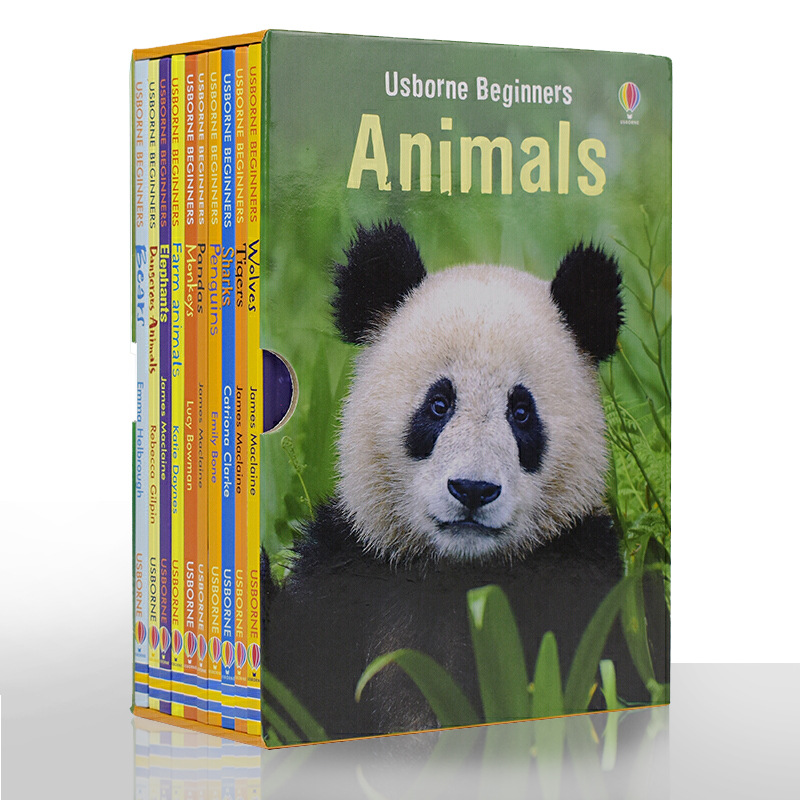 Usborne Beginners
Animals
USBORNE
USBORNE BEGINNERS Bears Emma Helbrough USBORNE
USBORNE BEGINNERS Dangerous Animals Rebecca Gilpin USBORNE
USBORNE BEGINNERS Elephants James Maclaine USBORNE
USBORNE BEGINNERS Farm animals Katie Daynes USBORNE
USBORNE BEGINNERS Monkeys Lucy Bowman USBORNE
USBORNE BEGINNERS Pandas James Maclaine USBORNE
USBORNE BEGINNERS Penguins Emily Bone USBORNE
USBORNE BEGINNERS Sharks Catriona Clarke USBORNE
USBORNE BEGINNERS Tigers James Maclaine USBORNE
USBORNE BEGINNERS Wolves James Maclaine USBORNE